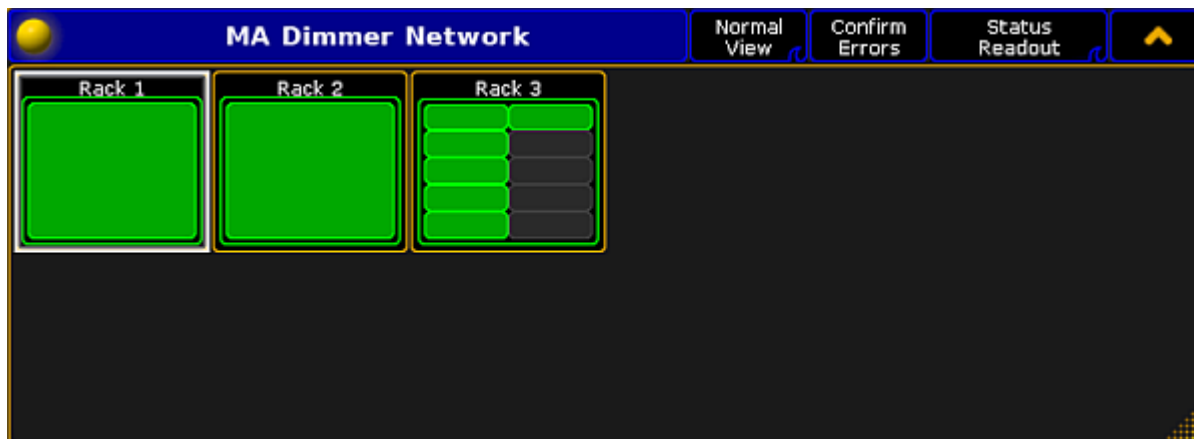 MA Dimmer Network
Normal
View
Confirm
Errors
Status
Readout
Rack 1
Rack 2
Rack 3